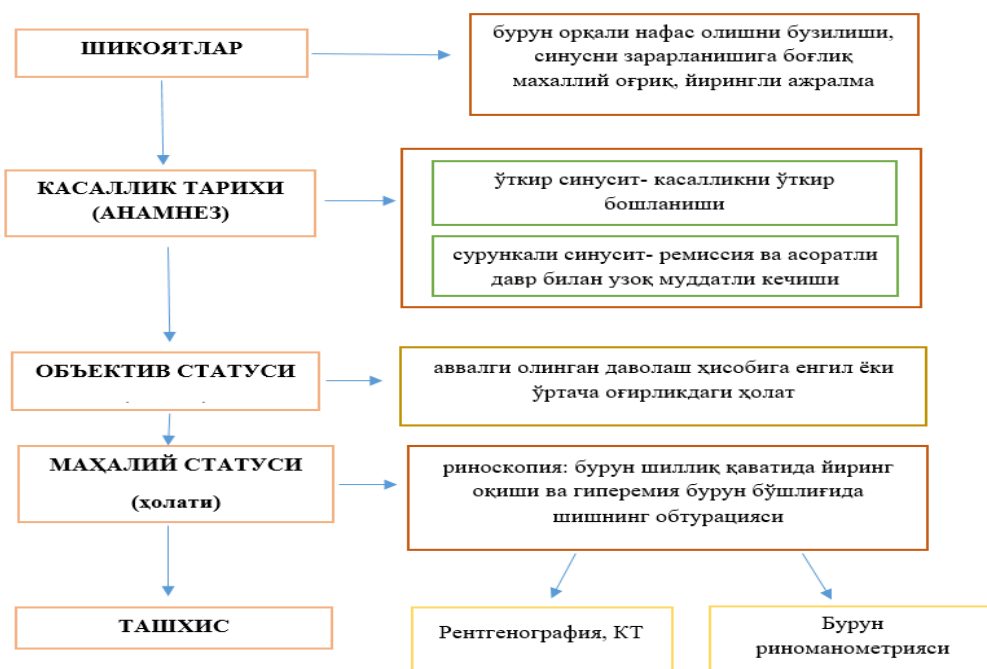 ШИКОЯТЛАР
бурун орқали нафас олишни бузилиши,
синусни зарарланишига боғлиқ
махаллий оғриқ, йирингли ажралма
КАСАЛЛИК ТАРИХИ
(АНАМНЕЗ)
ўткир синусит- касалликни ўткир
бошланиши
сурункали синусит- ремиссия ва асоратли
давр билан узоқ муддатли кечиши
ОБЪЕКТИВ СТАТУСИ
аввалги олинган даволаш ҳисобига енгил ёки
ўртача оғирликдаги ҳолат
МАҲАЛИЙ СТАТУСИ
(ҳолати)
риноскопия: бурун шиллиқ қаватида йиринг
оқиши ва гиперемия бурун бўшлиғида
шишнинг обтурацияси
ТАШХИС
Рентгенография, КТ
Бурун
риноманометрияси